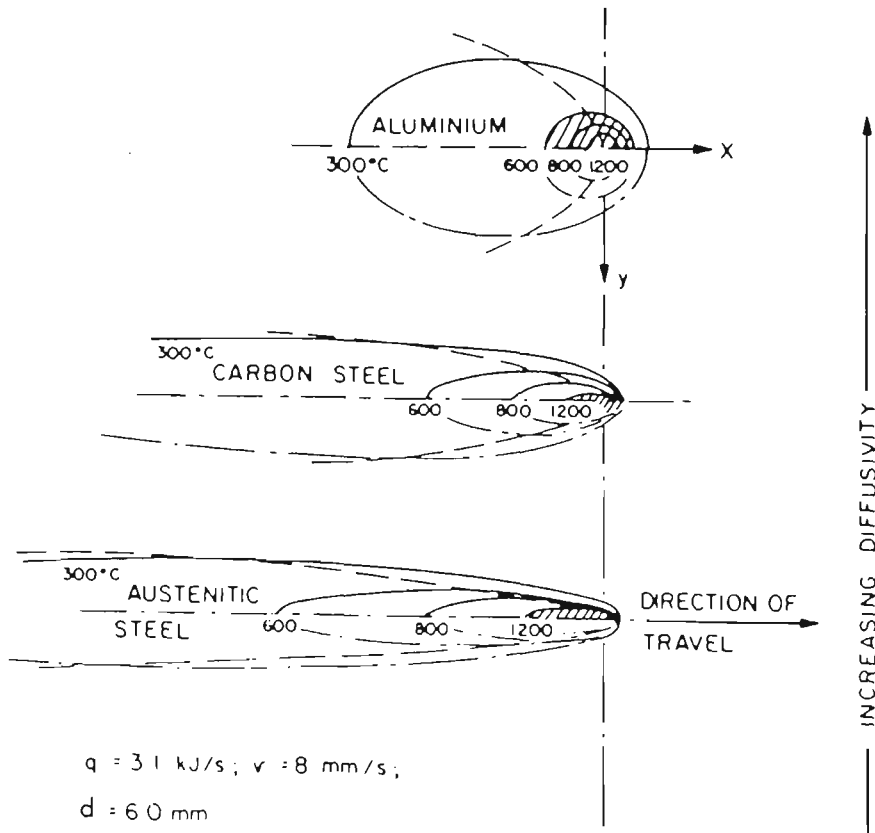 ALUMINIUM
300°C
600 800 1200
X
y
300°C
CARBON STEEL
600 800 1200
300°C
AUSTENITIC
STEEL
600 800 1200
DIRECTION OF
TRAVEL
INCREASING DIFFUSIVITY
q = 3 1 kJ/s; v = 8 mm/s;
d = 6 0 mm